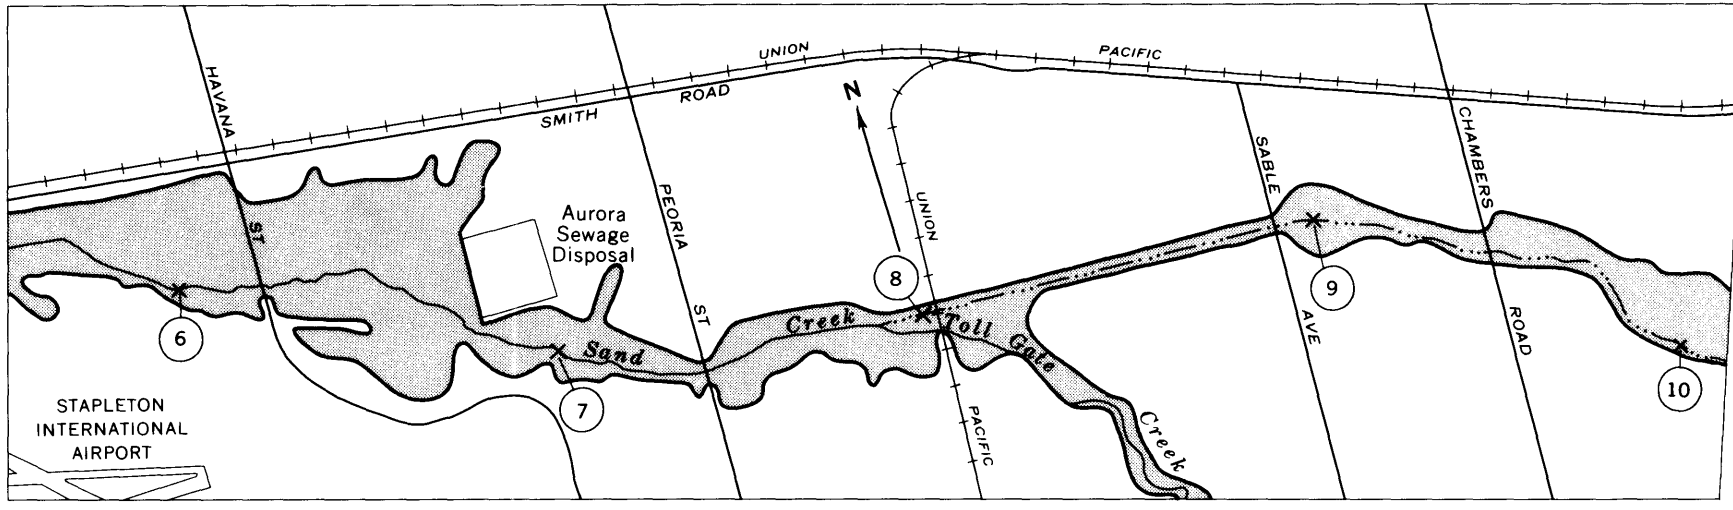 UNION
PACIFIC
SMITH
ROAD
HAVANA
ST
N
PEORIA
ST
UNION
PACIFIC
SABLE
AVE
CHAMBERS
ROAD
Aurora
Sewage
Disposal
8
9
6
Creek
Toll
Gate
Creek
Sand
7
10
STAPLETON
INTERNATIONAL
AIRPORT